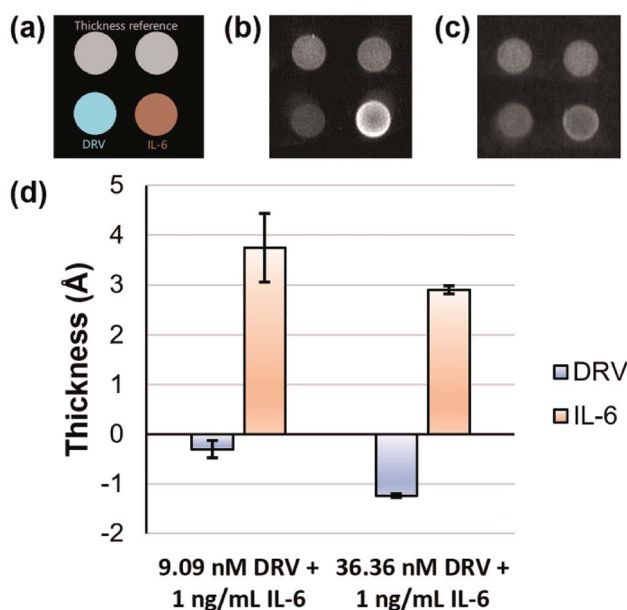 (a)
Thickness reference
DRV
IL-6
(b)
(c)
(d)
Thickness (Å)
5
4
3
2
1
0
-1
-2
9.09 nM DRV +
1 ng/mL IL-6
36.36 nM DRV +
1 ng/mL IL-6
DRV
IL-6